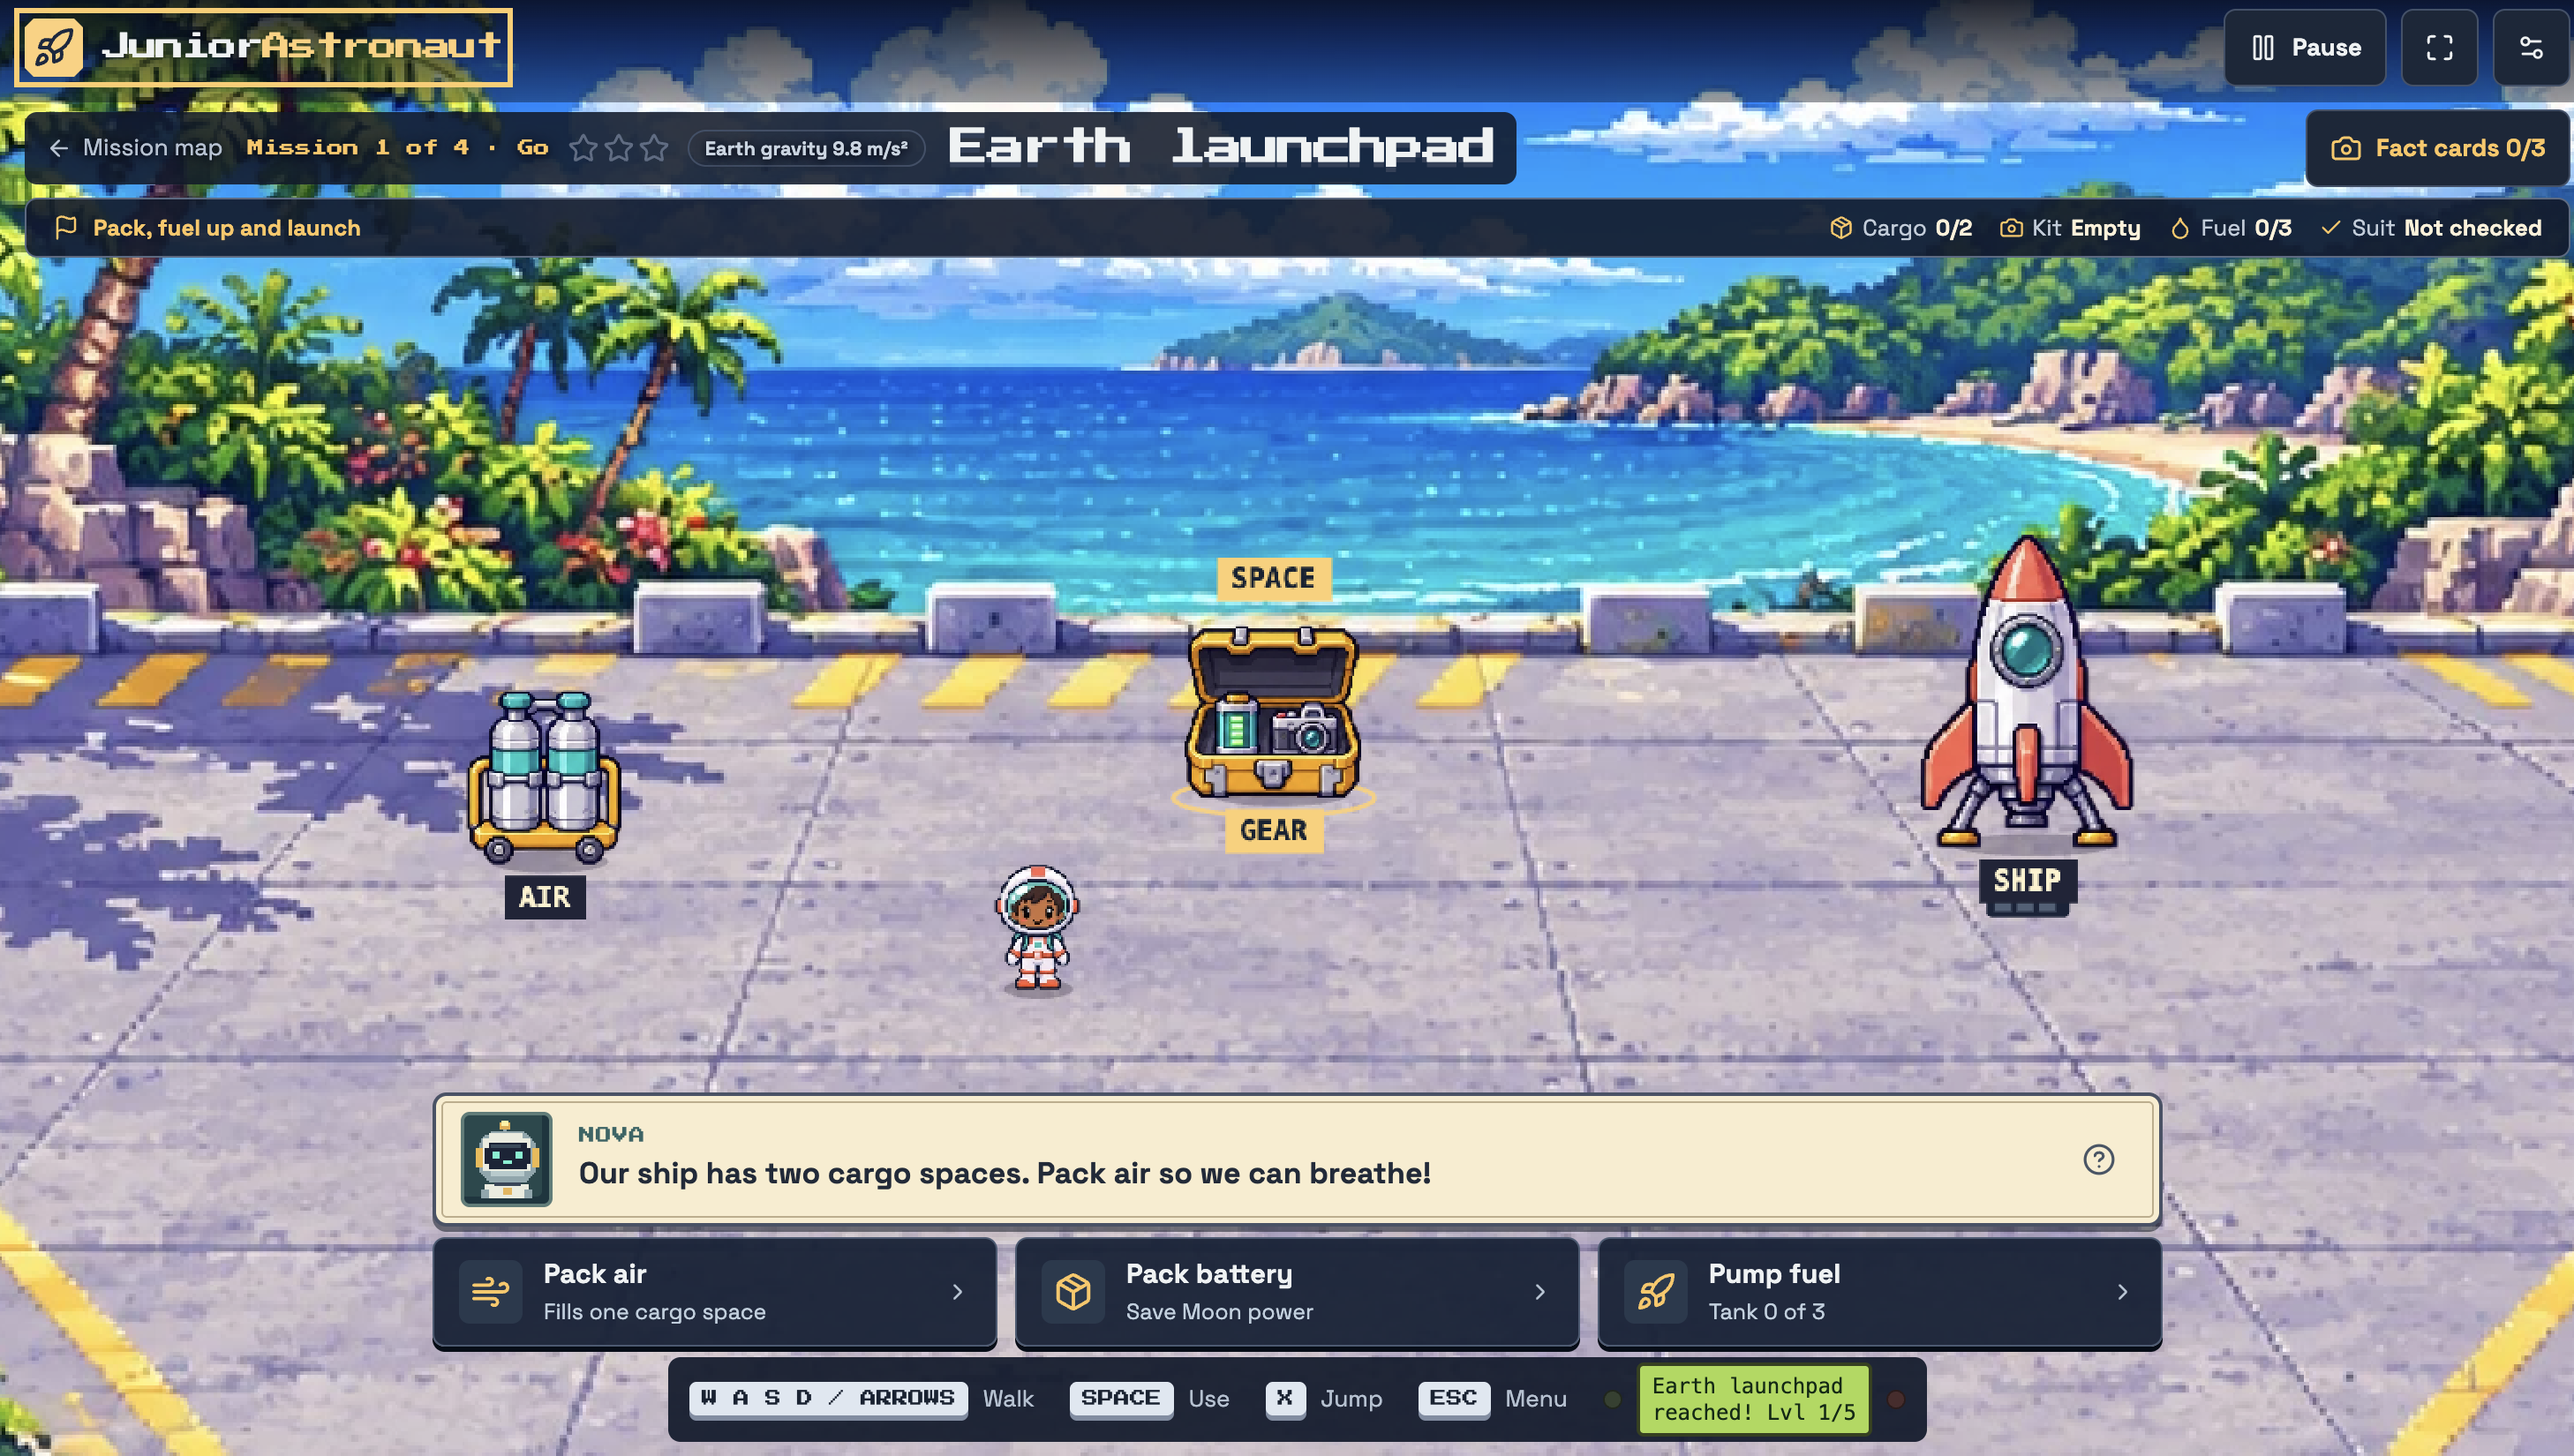 JuniorAstronaut
Pause
Mission map
Mission 1 of 4 · Go
Earth gravity 9.8 m/s²
Earth launchpad
Fact cards 0/3
Pack, fuel up and launch
Cargo 0/2
Kit Empty
Fuel 0/3
Suit Not checked
SPACE
GEAR
AIR
SHIP
NOVA
Our ship has two cargo spaces. Pack air so we can breathe!
Pack air
Fills one cargo space
Pack battery
Save Moon power
Pump fuel
Tank 0 of 3
W A S D / ARROWS Walk
SPACE Use
X Jump
ESC Menu
Earth launchpad
reached! Lvl 1/5